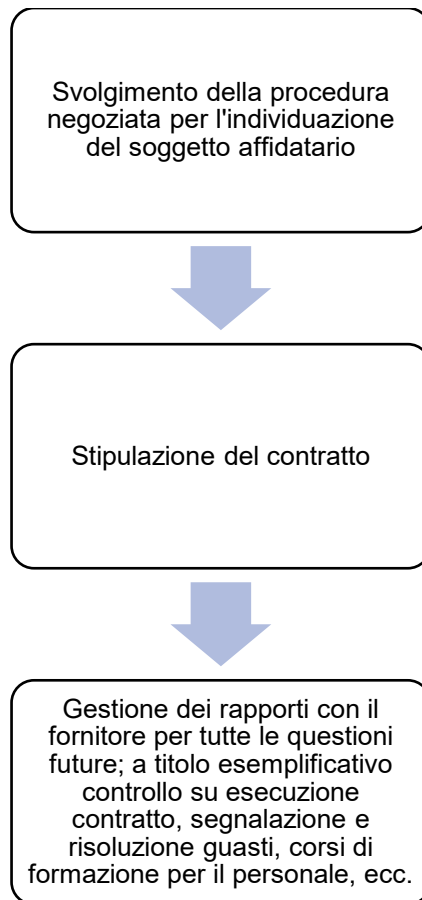 Svolgimento della procedura
negoziata per l'individuazione
del soggetto affidatario
Stipulazione del contratto
Gestione dei rapporti con il
fornitore per tutte le questioni
future; a titolo esemplificativo
controllo su esecuzione
contratto, segnalazione e
risoluzione guasti, corsi di
formazione per il personale, ecc.